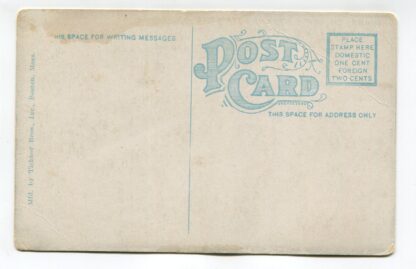 HIS SPACE FOR WRITING MESSAGES
POST
CARD
PLACE
STAMP HERE
DOMESTIC
ONE CENT
FOREIGN
TWO CENTS
THIS SPACE FOR ADDRESS ONLY
Mfd. by Tichnor Bros., Inc., Boston, Mass.